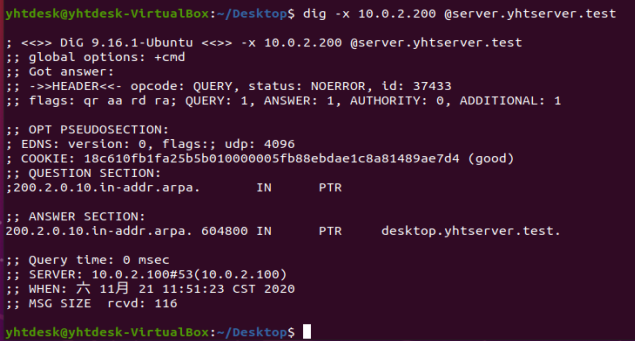 yhtdesk@yhtdesk-VirtualBox:~/Desktop$ dig -x 10.0.2.200 @server.yhtserver.test
; <<>> DiG 9.16.1-Ubuntu <<>> -x 10.0.2.200 @server.yhtserver.test
;; global options: +cmd
;; Got answer:
;; ->>HEADER<<- opcode: QUERY, status: NOERROR, id: 37433
;; flags: qr aa rd ra; QUERY: 1, ANSWER: 1, AUTHORITY: 0, ADDITIONAL: 1
;; OPT PSEUDOSECTION:
; EDNS: version: 0, flags:; udp: 4096
; COOKIE: 18c610fb1fa25b5b010000005fb88ebdae1c8a81489ae7d4 (good)
;; QUESTION SECTION:
;200.2.0.10.in-addr.arpa. IN PTR
;; ANSWER SECTION:
200.2.0.10.in-addr.arpa. 604800 IN PTR desktop.yhtserver.test.
;; Query time: 0 msec
;; SERVER: 10.0.2.100#53(10.0.2.100)
;; WHEN: 六 11月 21 11:51:23 CST 2020
;; MSG SIZE rcvd: 116
yhtdesk@yhtdesk-VirtualBox:~/Desktop$